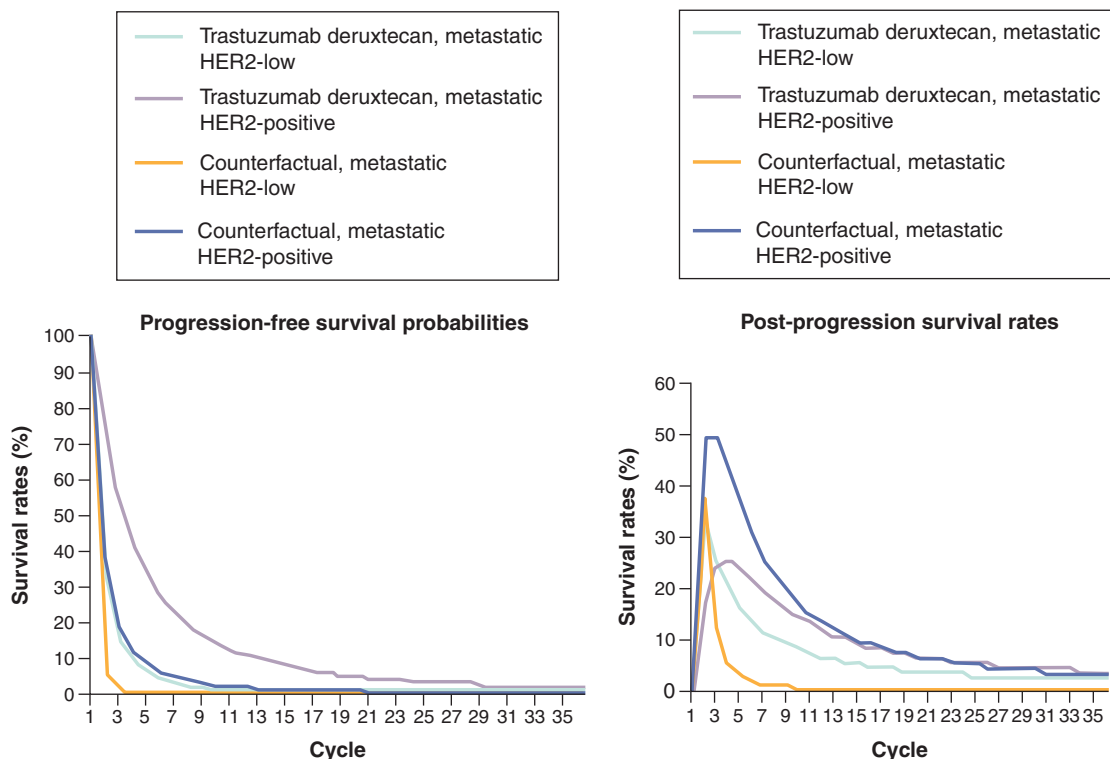 Trastuzumab deruxtecan, metastatic
HER2-low
Trastuzumab deruxtecan, metastatic
HER2-positive
Counterfactual, metastatic
HER2-low
Counterfactual, metastatic
HER2-positive
Trastuzumab deruxtecan, metastatic
HER2-low
Trastuzumab deruxtecan, metastatic
HER2-positive
Counterfactual, metastatic
HER2-low
Counterfactual, metastatic
HER2-positive
Progression-free survival probabilities
Survival rates (%)
100
90
80
70
60
50
40
30
20
10
0
1 3 5 7 9 11 13 15 17 19 21 23 25 27 29 31 33 35
Cycle
Post-progression survival rates
Survival rates (%)
60
50
40
30
20
10
0
1 3 5 7 9 11 13 15 17 19 21 23 25 27 29 31 33 35
Cycle